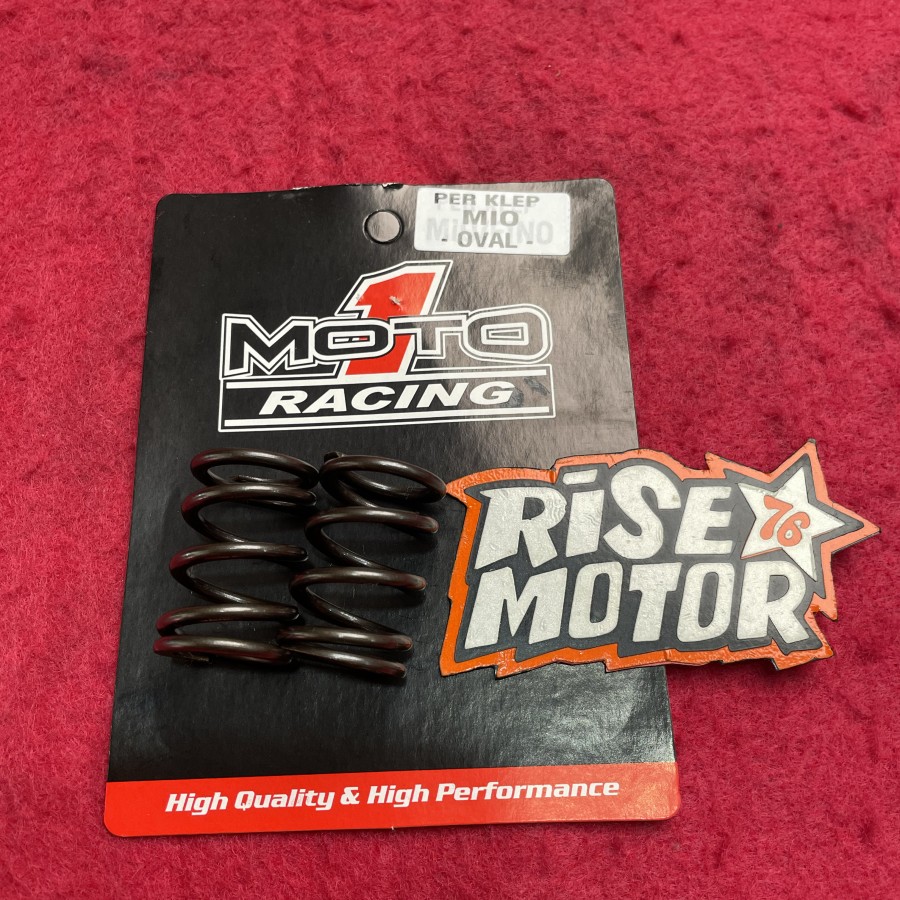 PER KLEP
MIO
- OVAL -
MOTO 1
RACING
RiSE 76
MOTOR
High Quality & High Performance